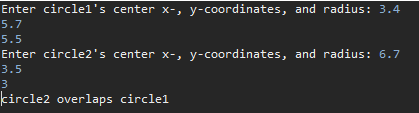 Enter circle1's center x-, y-coordinates, and radius: 3.4
5.7
5.5
Enter circle2's center x-, y-coordinates, and radius: 6.7
3.5
3
circle2 overlaps circle1